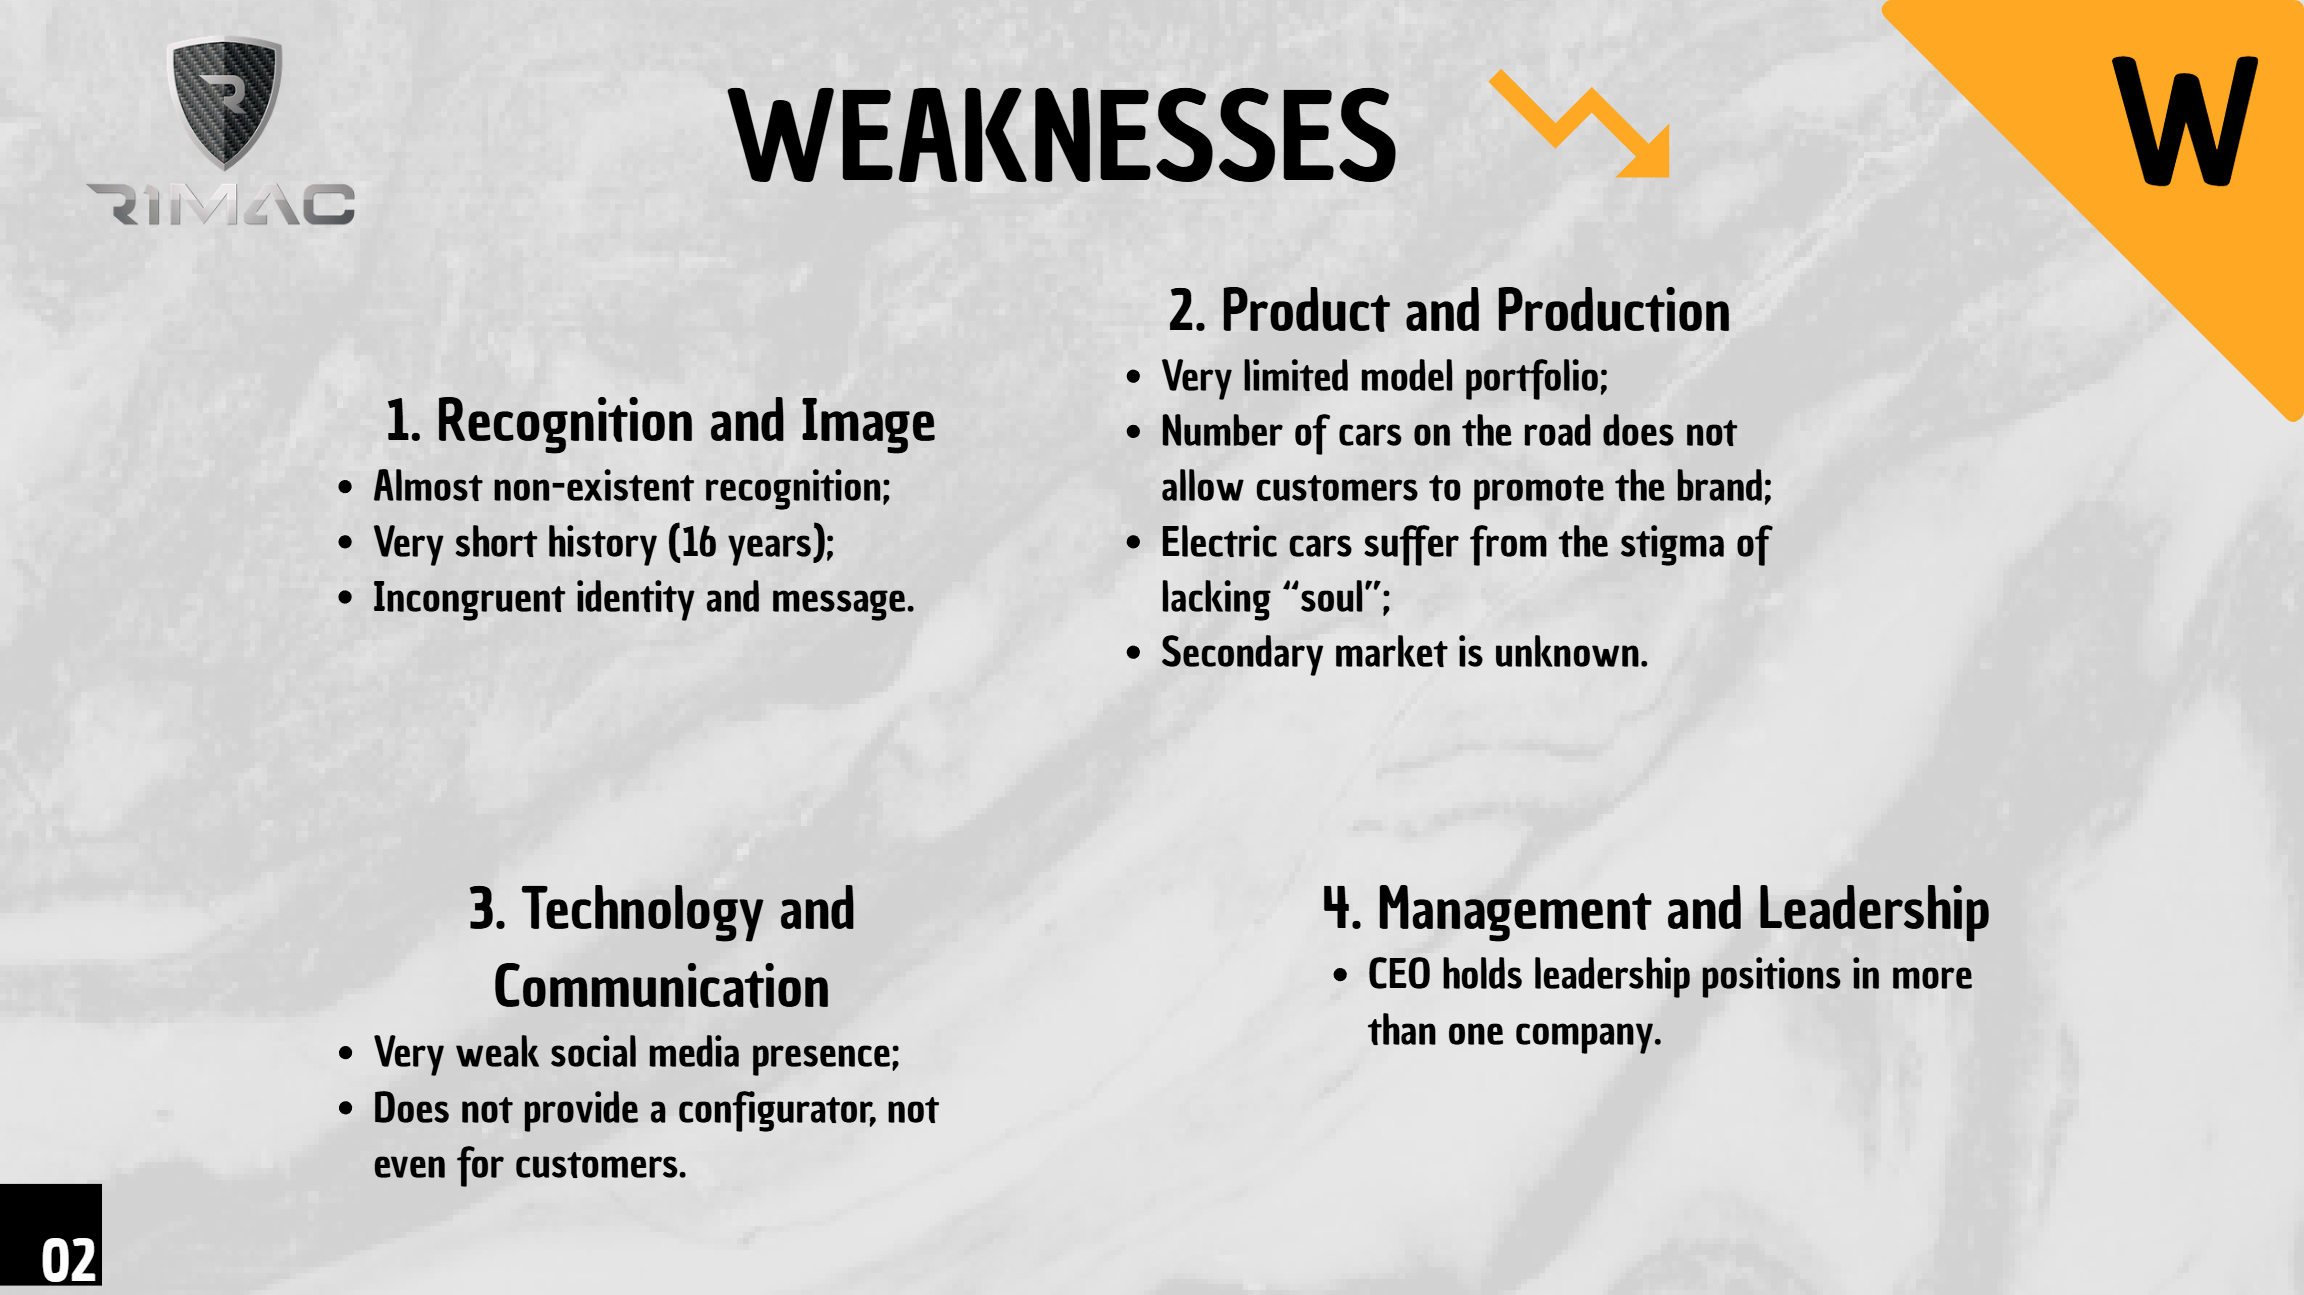 R
RIMAC
WEAKNESSES
W
1. Recognition and Image
• Almost non-existent recognition;
• Very short history (16 years);
• Incongruent identity and message.
2. Product and Production
• Very limited model portfolio;
• Number of cars on the road does not
allow customers to promote the brand;
• Electric cars suffer from the stigma of
lacking “soul”;
• Secondary market is unknown.
3. Technology and
Communication
• Very weak social media presence;
• Does not provide a configurator, not
even for customers.
4. Management and Leadership
• CEO holds leadership positions in more
than one company.
02